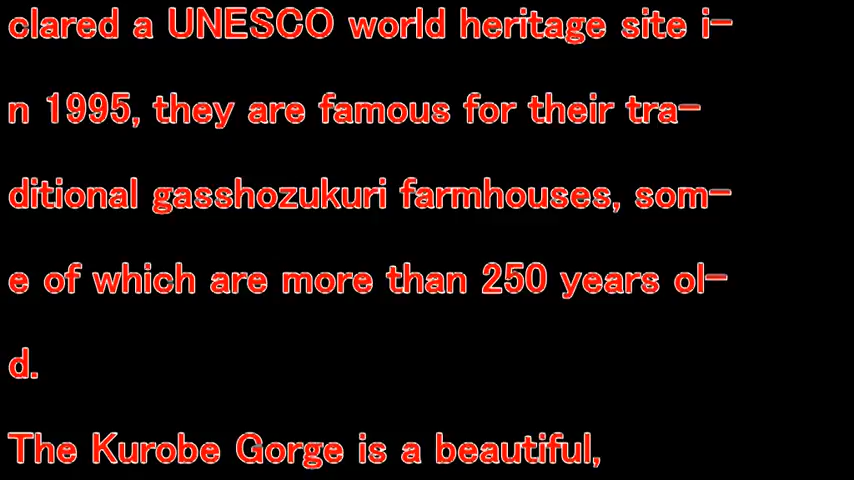 clared a UNESCO world heritage site i-
n 1995, they are famous for their tra-
ditional gasshozukuri farmhouses, som-
e of which are more than 250 years ol-
d.
The Kurobe Gorge is a beautiful,